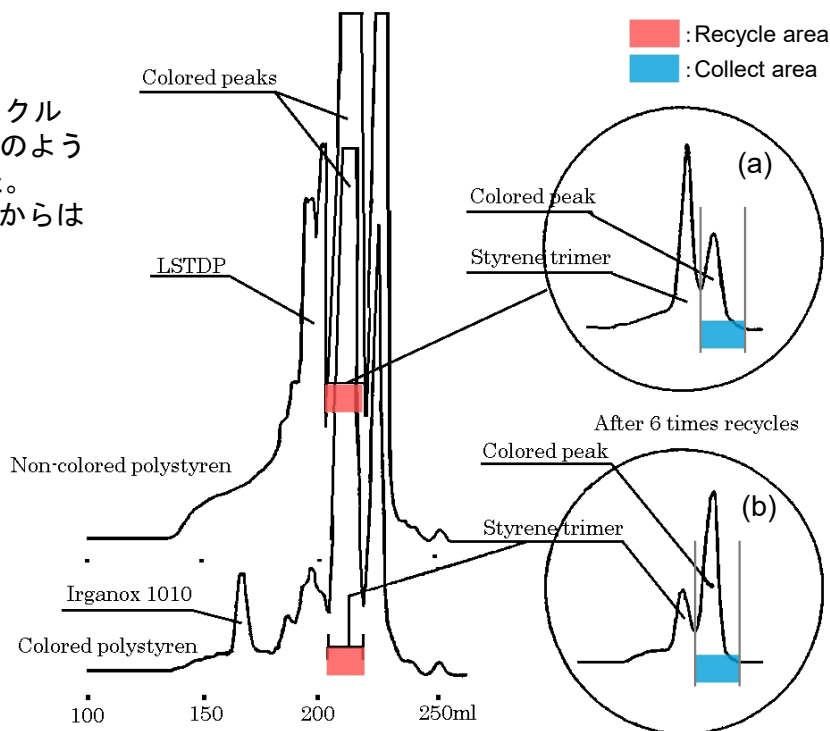 : Recycle area
: Collect area
クル
のよう
からは
Colored peaks
(a)
Colored peak
Styrene trimer
LSTDP
After 6 times recycles
Non-colored polystyren
Colored peak
(b)
Styrene trimer
Irganox 1010
Colored polystyren
100
150
200
250ml